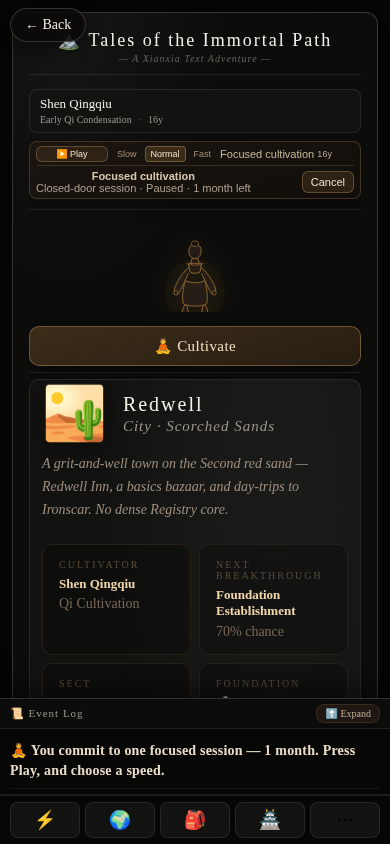 ← Back
Tales of the Immortal Path
— A Xianxia Text Adventure —
Shen Qingqiu
Early Qi Condensation · 16y
▶️ Play Slow Normal Fast Focused cultivation 16y
Focused cultivation
Closed-door session · Paused · 1 month left
Cancel
🧘 Cultivate
Redwell
City · Scorched Sands
A grit-and-well town on the Second red sand —
Redwell Inn, a basics bazaar, and day-trips to
Ironscar. No dense Registry core.
CULTIVATOR
Shen Qingqiu
Qi Cultivation
NEXT
BREAKTHROUGH
Foundation
Establishment
70% chance
SECT
FOUNDATION
📜 Event Log
⬆️ Expand
🧘 You commit to one focused session — 1 month. Press
Play, and choose a speed.